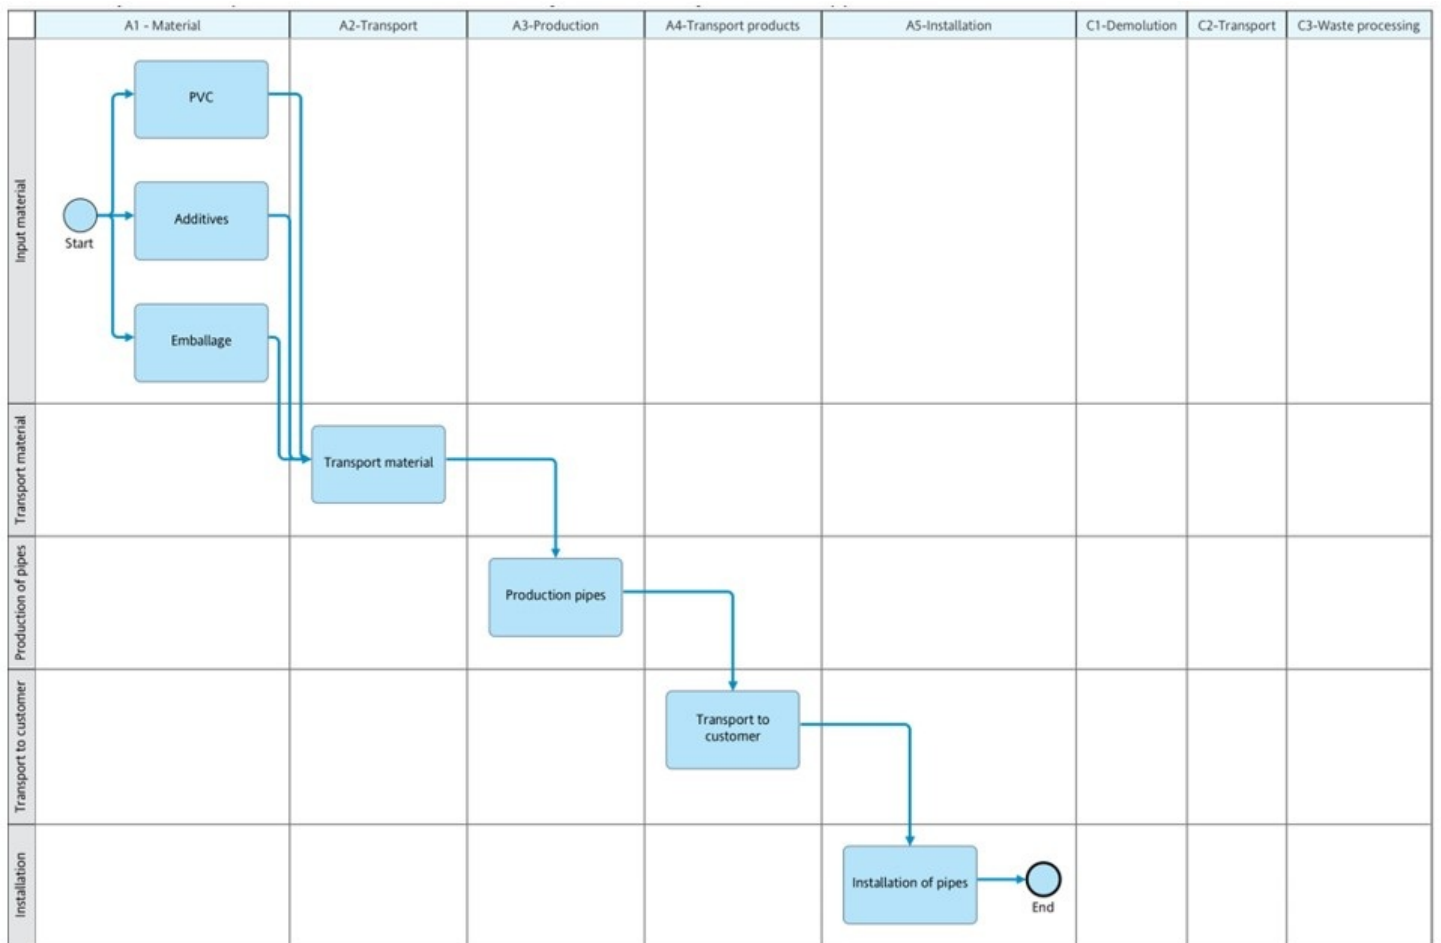 A1 - Material
A2-Transport
A3-Production
A4-Transport products
A5-Installation
C1-Demolution
C2-Transport
C3-Waste processing
Input material
PVC
Additives
Start
Emballage
Transport material
Transport material
Production of pipes
Production pipes
Transport to customer
Transport to
customer
Installation
Installation of pipes
End